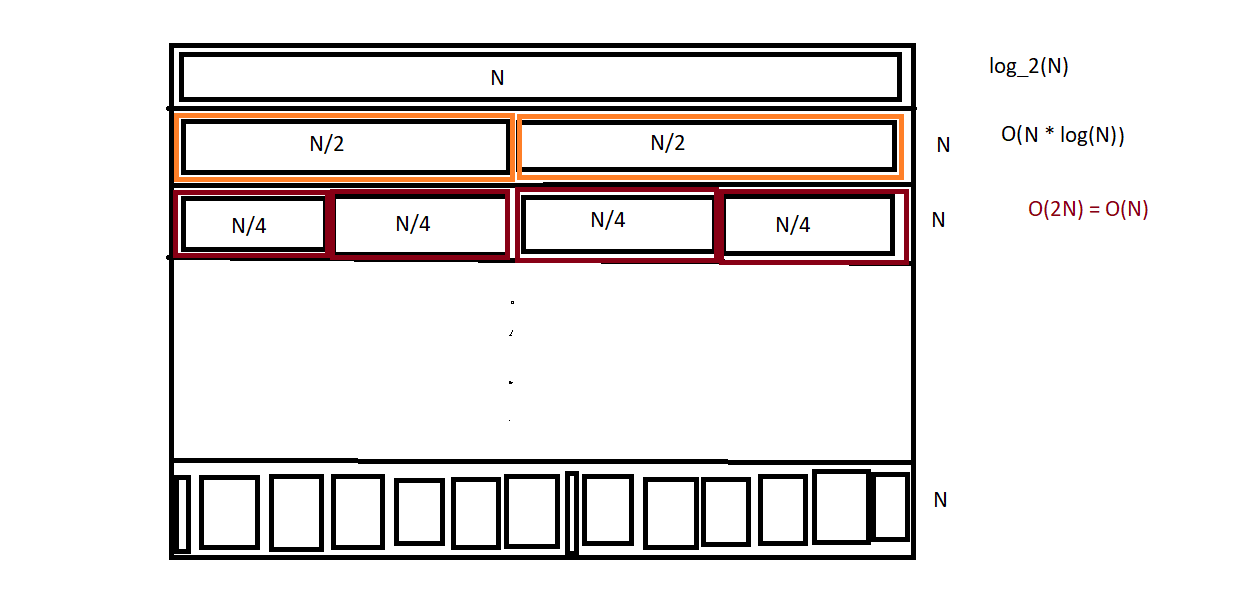 N
log_2(N)
N/2 N/2 N O(N * log(N))
N/4 N/4 N/4 N/4 N O(2N) = O(N)
N